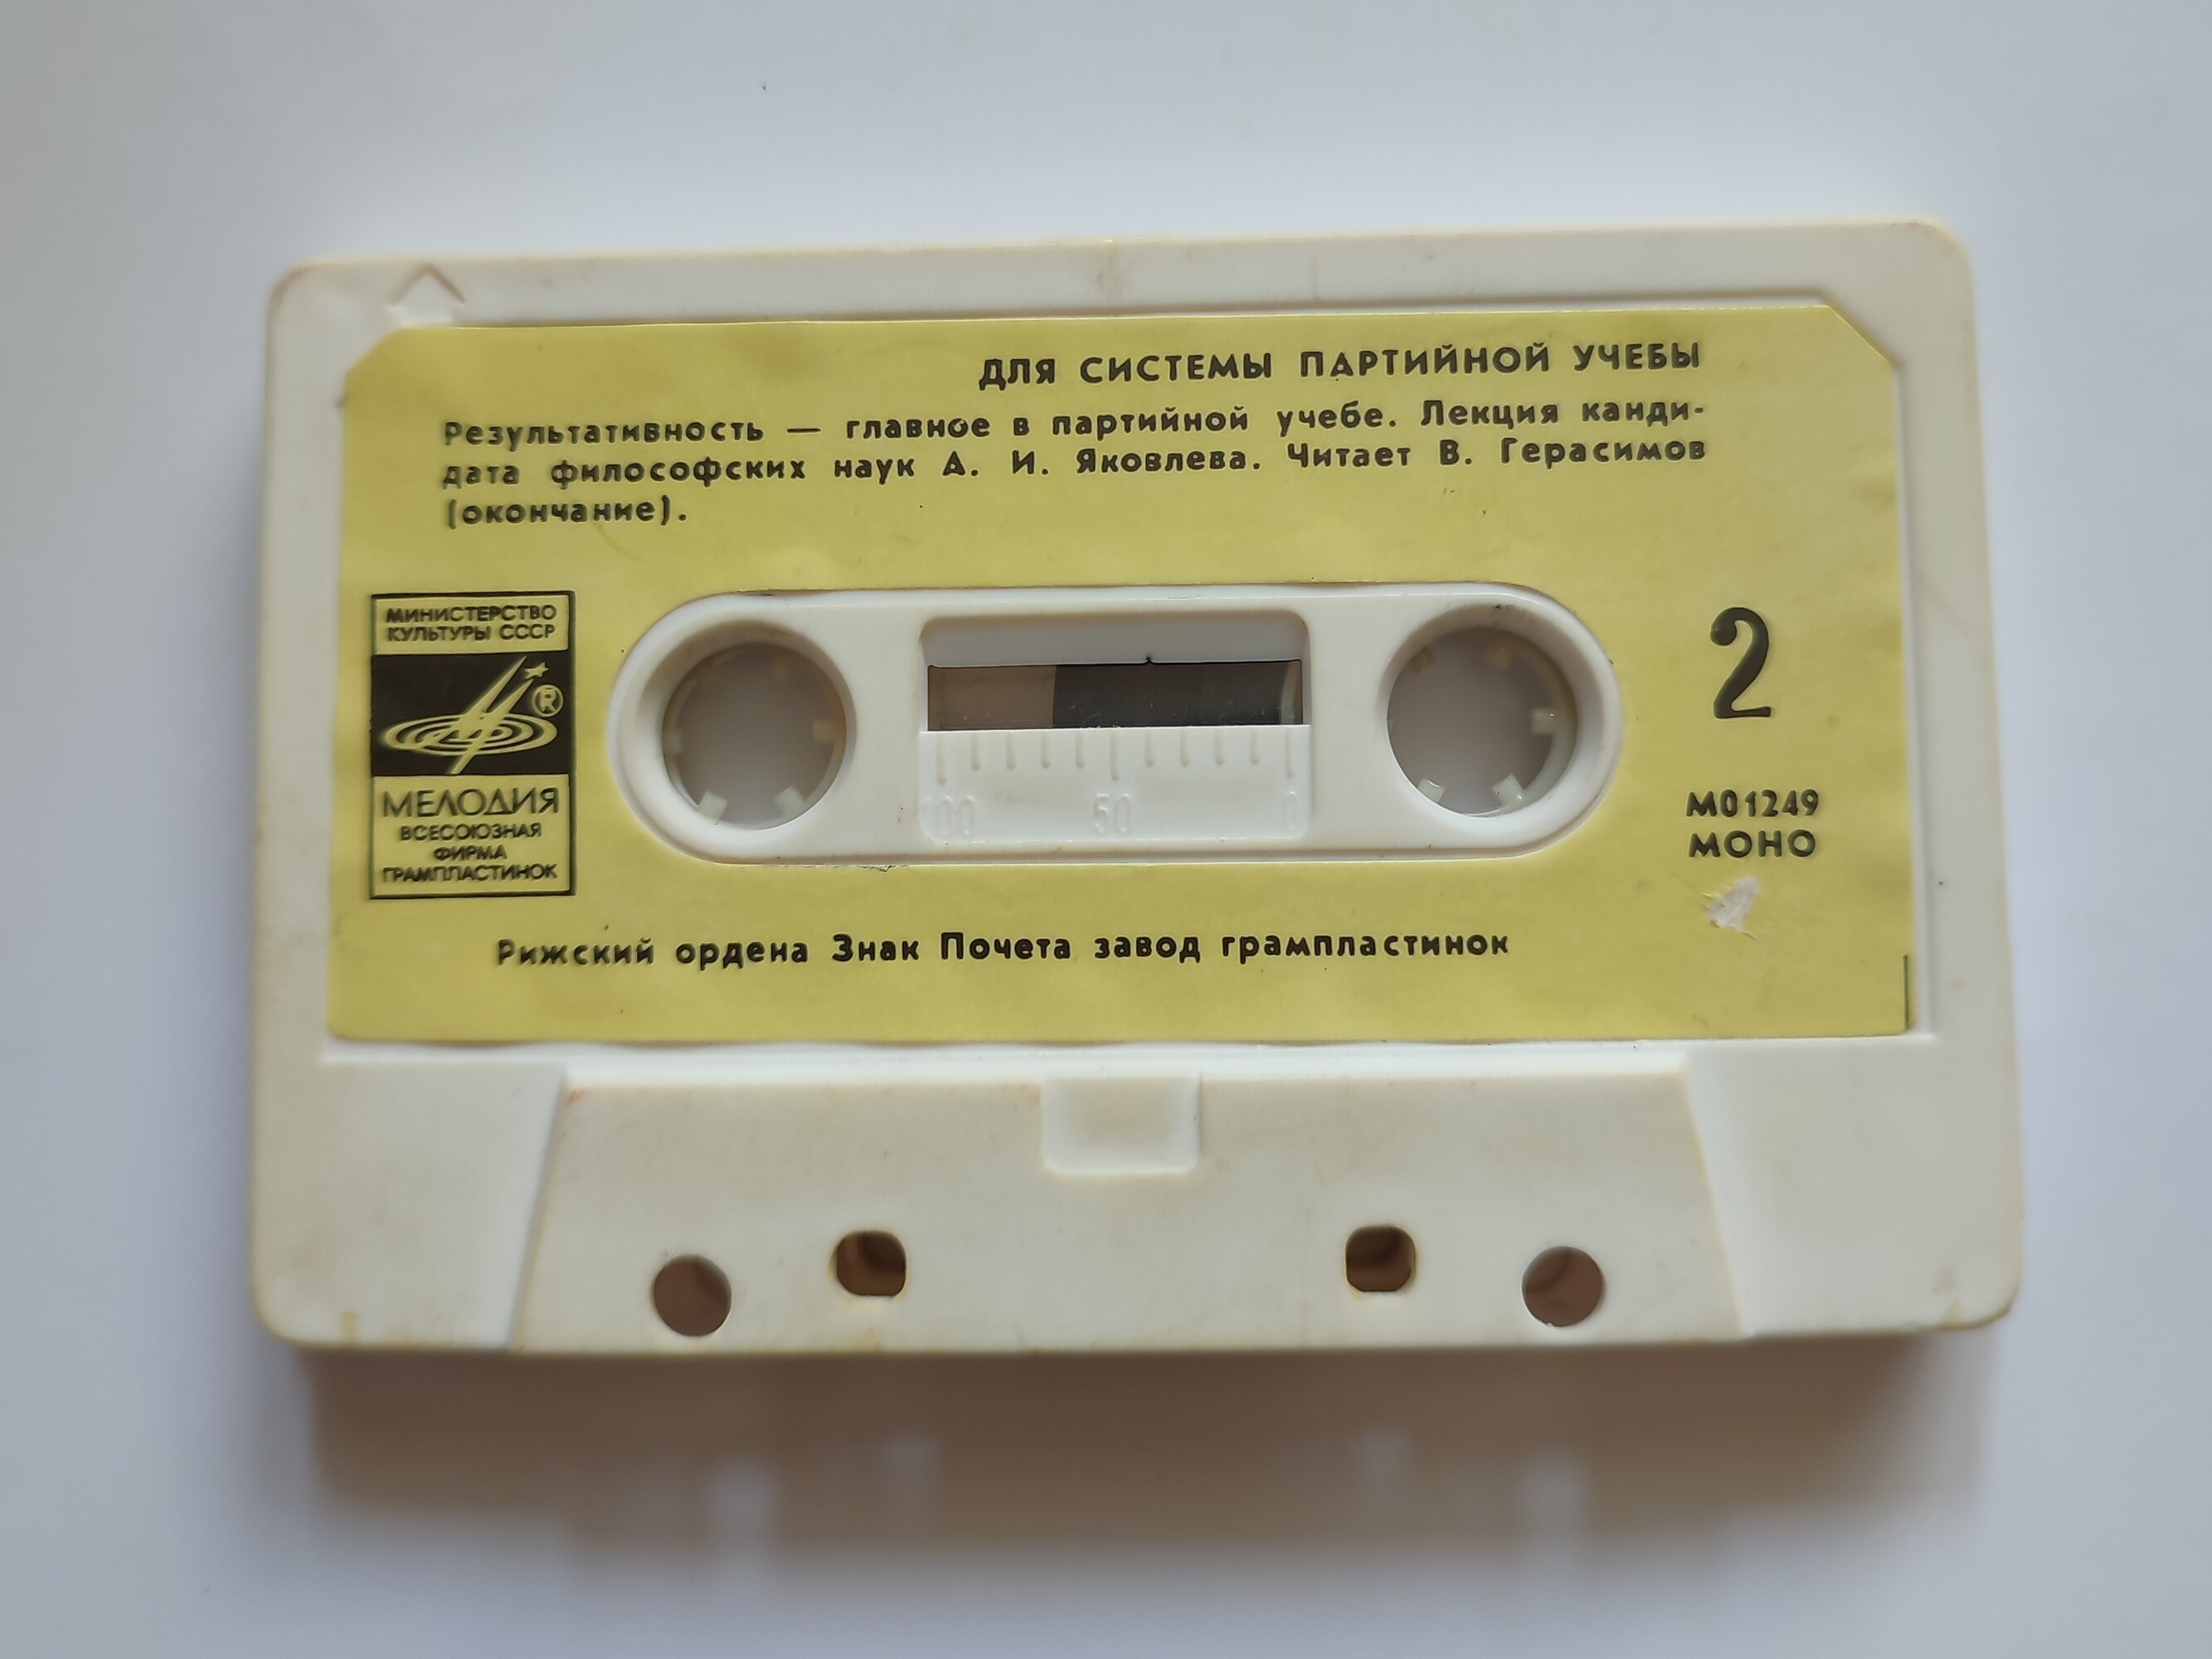 ДЛЯ СИСТЕМЫ ПАРТИЙНОЙ УЧЕБЫ
Результативность — главное в партийной учебе. Лекция канди-
дата философских наук А. И. Яковлева. Читает В. Герасимов
(окончание).
МИНИСТЕРСТВО
КУЛЬТУРЫ СССР
®
МЕЛОДИЯ
ВСЕСОЮЗНАЯ
ФИРМА
ГРАМПЛАСТИНОК
2
М01249
МОНО
100 50 0
Рижский ордена Знак Почета завод грампластинок